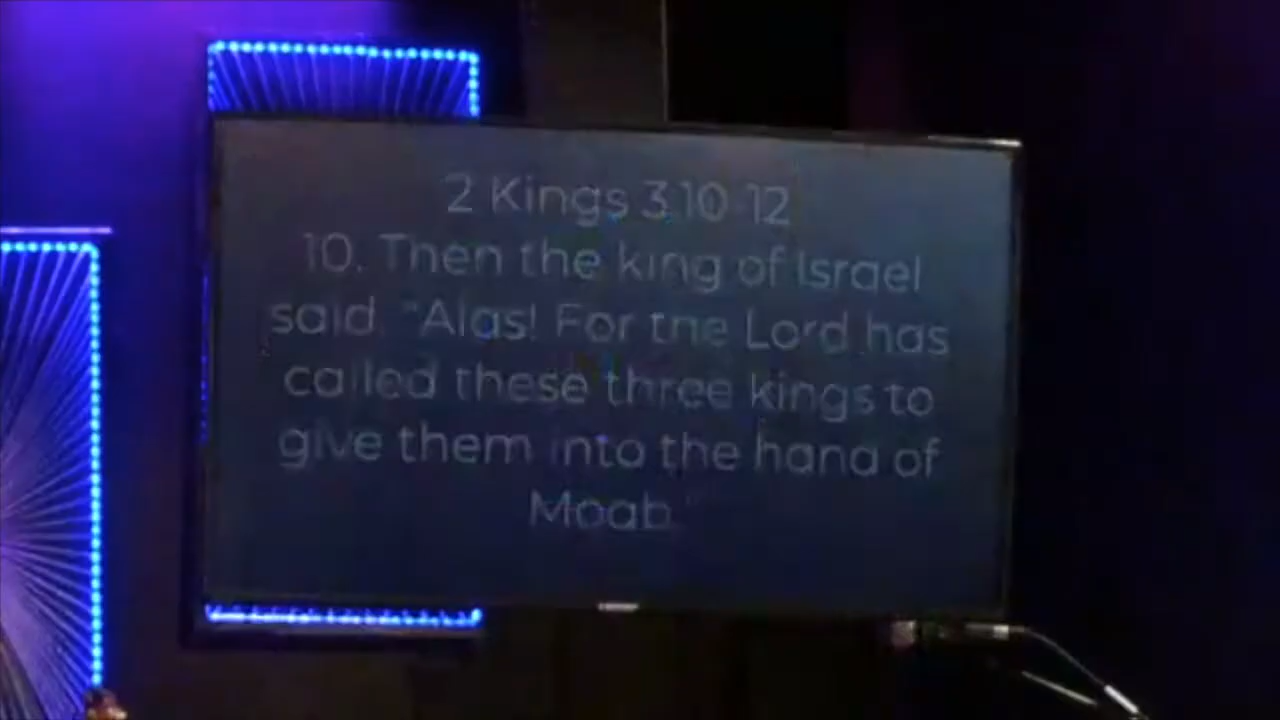 2 Kings 3:10-12
10. Then the king of Israel
said, "Alas! For the Lord has
called these three kings to
give them into the hand of
Moab."